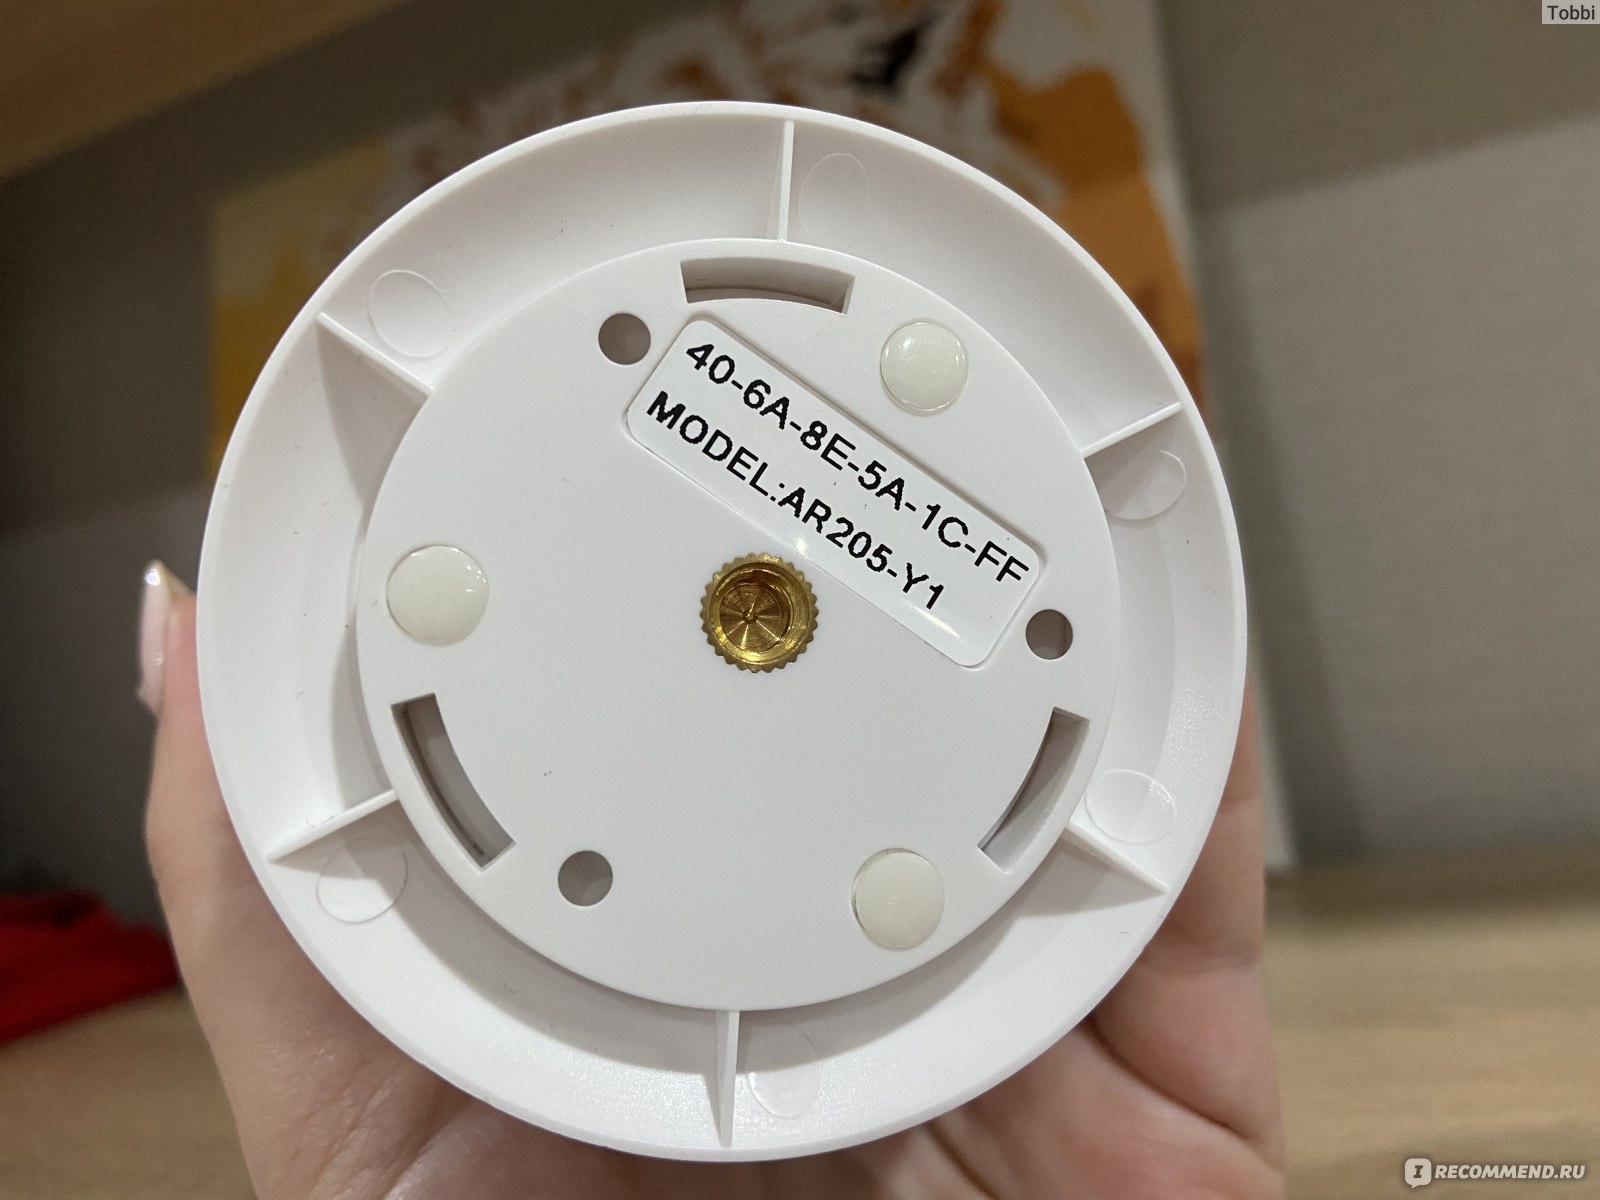 Tobbi
40-6A-8E-5A-1C-FF
MODEL:AR205-Y1
IRECOMMEND.RU